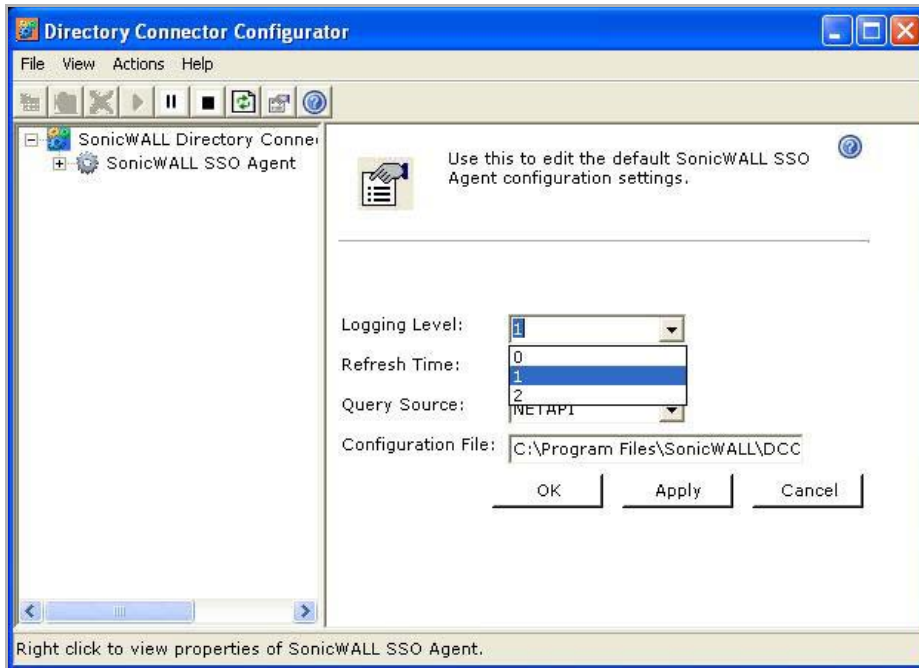 Directory Connector Configurator
File View Actions Help
SonicWALL Directory Conne
SonicWALL SSO Agent
Use this to edit the default SonicWALL SSO
Agent configuration settings.
Logging Level: 1
0
Refresh Time:
1
2
Query Source: NETAPI
Configuration File: C:\Program Files\SonicWALL\DCC
OK Apply Cancel
Right click to view properties of SonicWALL SSO Agent.